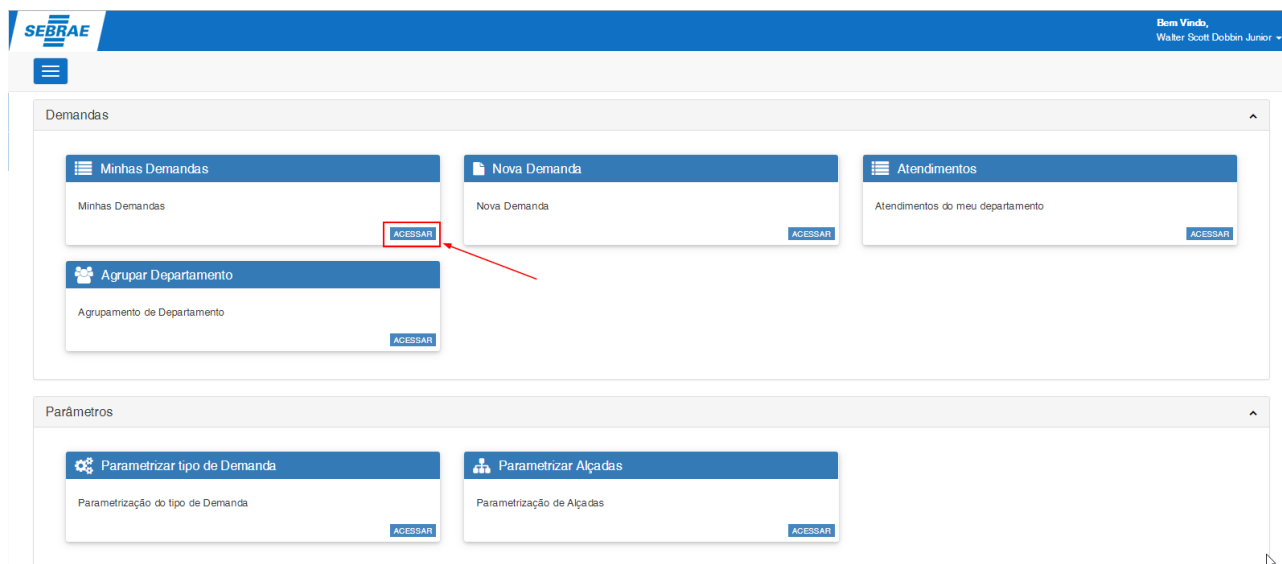 SEBRAE
Bem Vindo,
Walter Scott Dobbin Junior
Demandas
Minhas Demandas
Nova Demanda
Atendimentos
Minhas Demandas
Nova Demanda
Atendimentos do meu departamento
ACESSAR
ACESSAR
ACESSAR
Agrupar Departamento
Agrupamento de Departamento
ACESSAR
Parâmetros
Parametrizar tipo de Demanda
Parametrizar Alçadas
Parametrização do tipo de Demanda
Parametrização de Alçadas
ACESSAR
ACESSAR